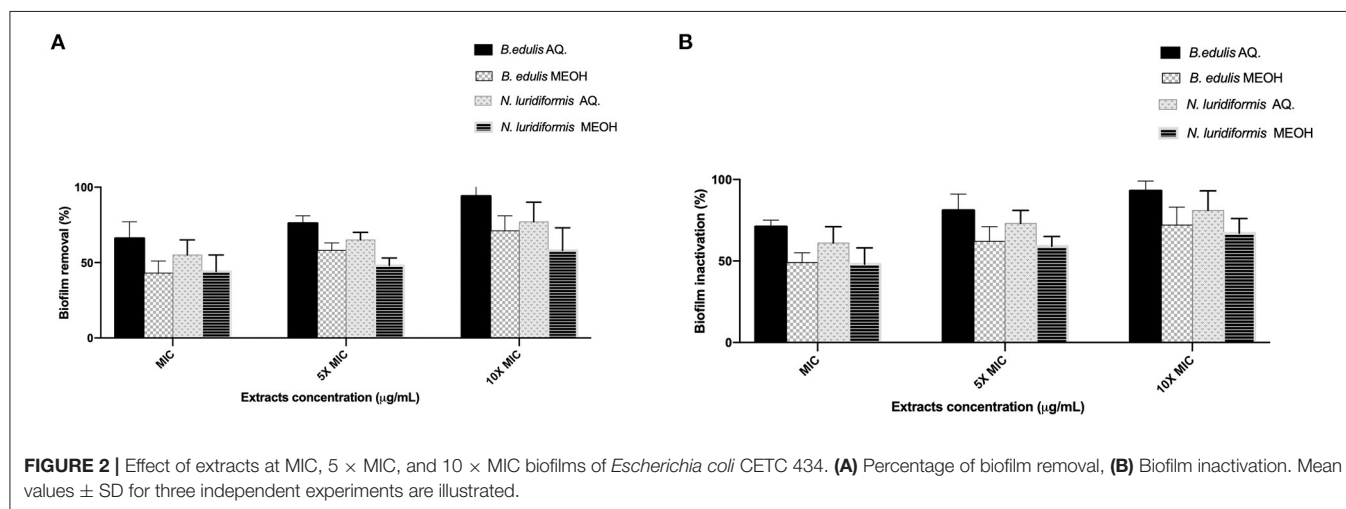 A
B.edulis AQ.
B. edulis MEOH
N. luridiformis AQ.
N. luridiformis MEOH
Biofilm removal (%)
100
50
0
MIC
5X MIC
10X MIC
Extracts concentration (μg/mL)
B
B.edulis AQ.
B. edulis MEOH
N. luridiformis AQ.
N. luridiformis MEOH
Biofilm inactivation (%)
100
50
0
MIC
5X MIC
10X MIC
Extracts concentration (μg/mL)
FIGURE 2 | Effect of extracts at MIC, 5 × MIC, and 10 × MIC biofilms of Escherichia coli CETC 434. (A) Percentage of biofilm removal, (B) Biofilm inactivation. Mean
values ± SD for three independent experiments are illustrated.